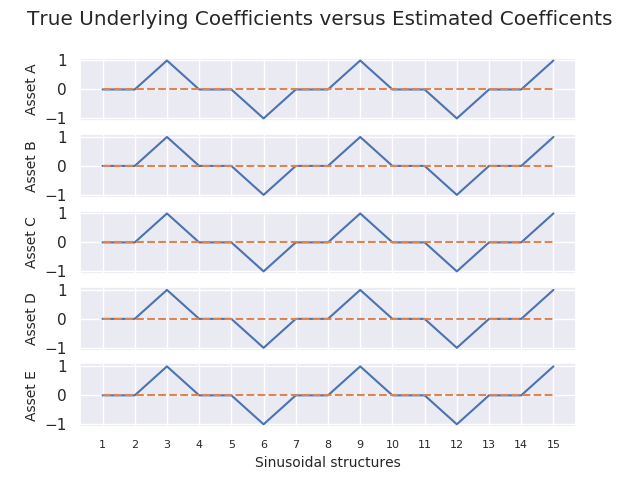 True Underlying Coefficients versus Estimated Coefficents
1
0
−1
Asset A
1
0
−1
Asset B
1
0
−1
Asset C
1
0
−1
Asset D
1
0
−1
Asset E
1 2 3 4 5 6 7 8 9 10 11 12 13 14 15
Sinusoidal structures